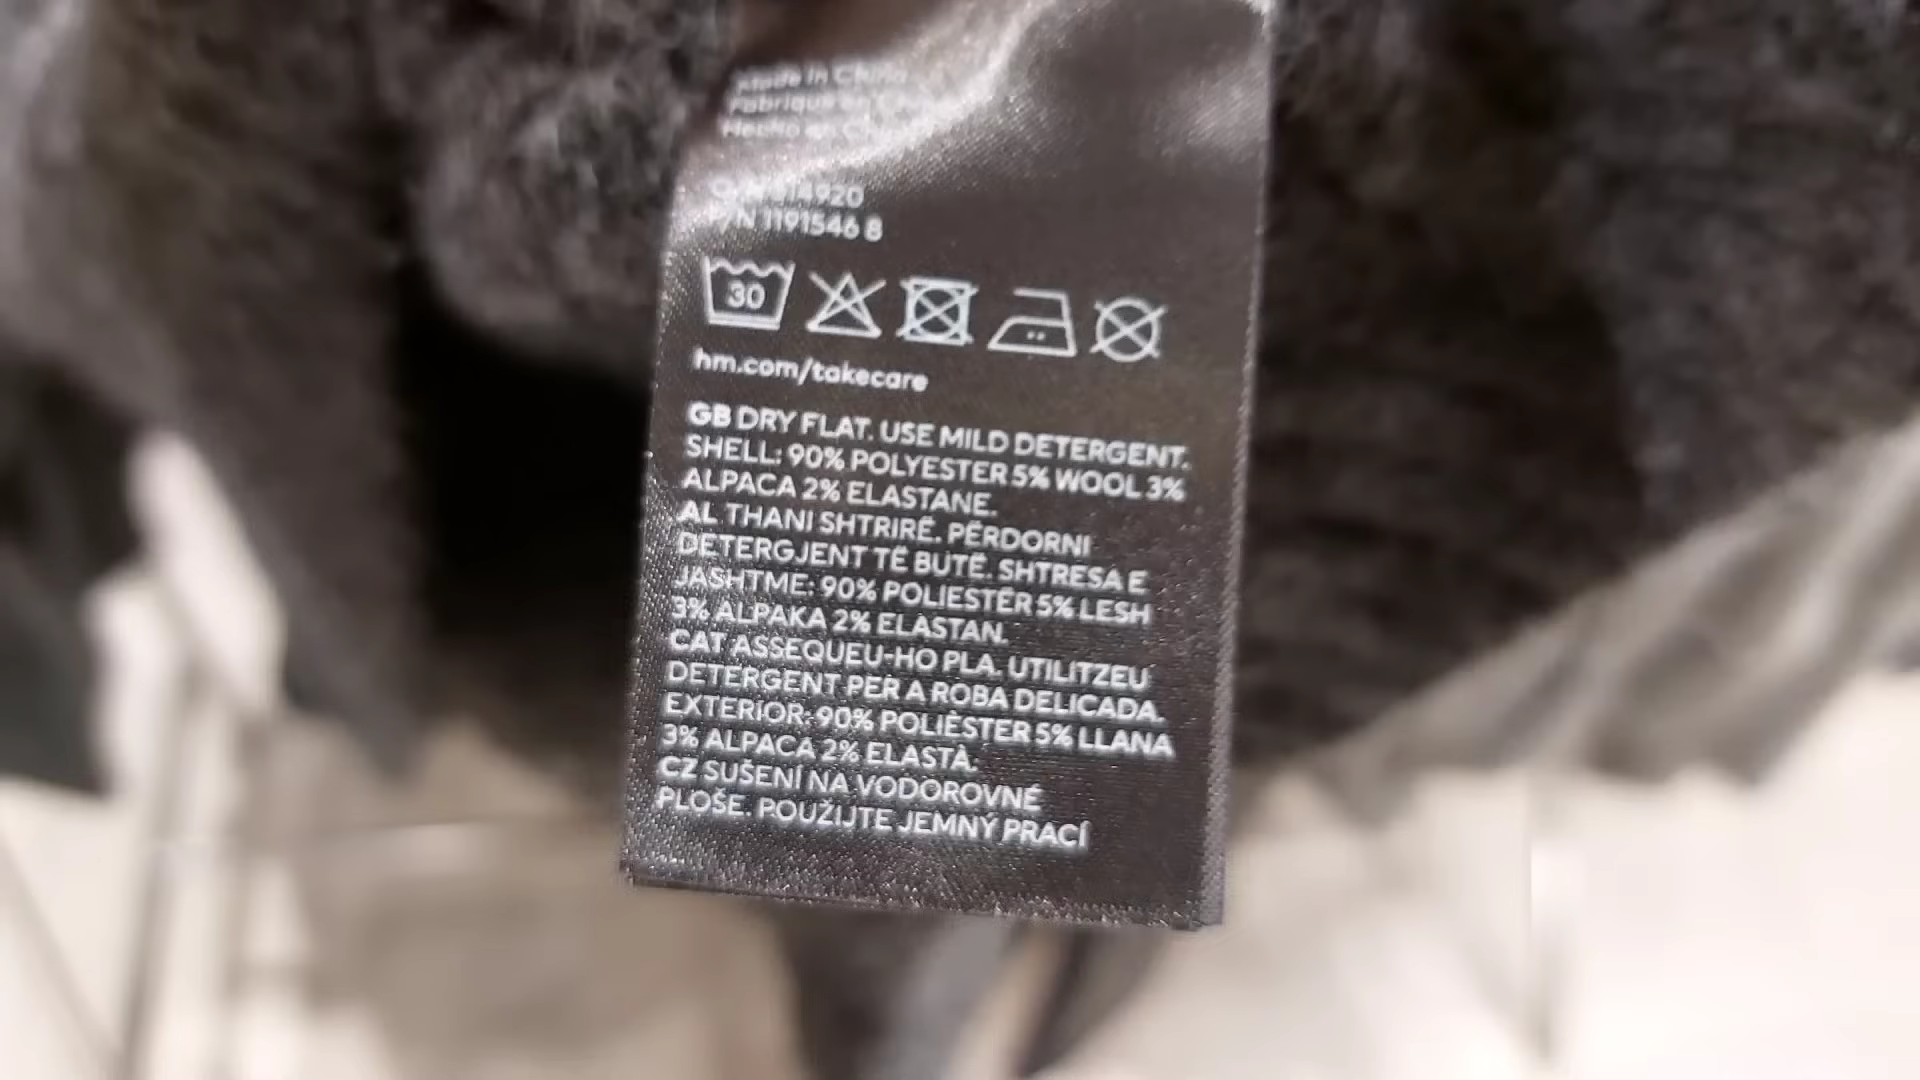 Made in China
Fabriqué en
Hecho en
14920
P/N 1191546 8
30
hm.com/takecare
GB DRY FLAT. USE MILD DETERGENT.
SHELL: 90% POLYESTER 5% WOOL 3%
ALPACA 2% ELASTANE.
AL THANI SHTRIRË. PËRDORNI
DETERGJENT TË BUTË. SHTRESA E
JASHTME: 90% POLIESTËR 5% LESH
3% ALPAKA 2% ELASTAN.
CAT ASSEQUEU-HO PLA. UTILITZEU
DETERGENT PER A ROBA DELICADA.
EXTERIOR: 90% POLIÈSTER 5% LLANA
3% ALPACA 2% ELASTÀ.
CZ SUŠENÍ NA VODOROVNÉ
PLOŠE. POUŽIJTE JEMNÝ PRACÍ